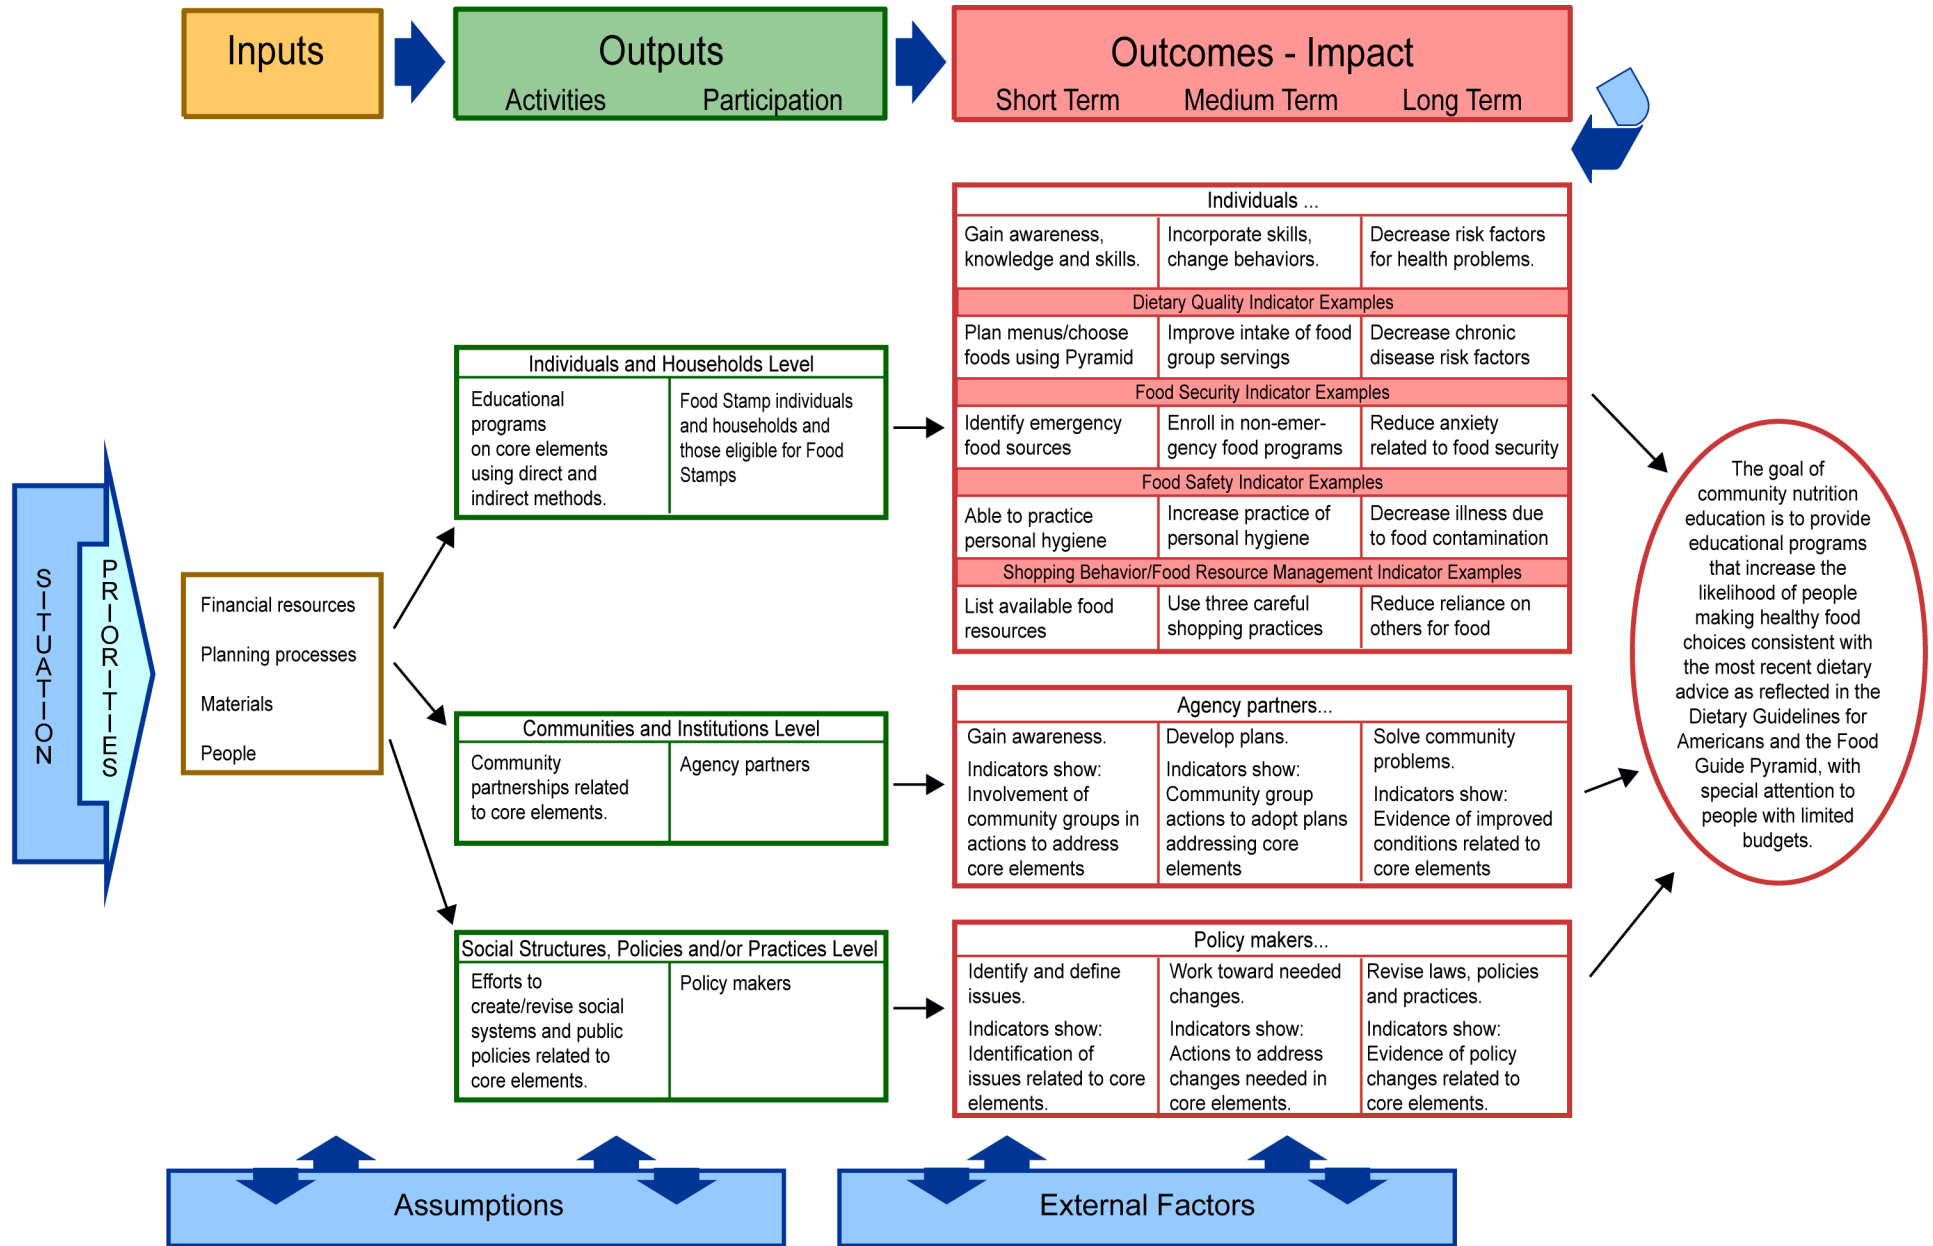 Inputs
Outputs
Activities
Participation
Outcomes - Impact
Short Term
Medium Term
Long Term
SITUATION
PRIORITIES
Financial resources
Planning processes
Materials
People
Individuals and Households Level
Educational
programs
on core elements
using direct and
indirect methods.
Food Stamp individuals
and households and
those eligible for Food
Stamps
Communities and Institutions Level
Community
partnerships related
to core elements.
Agency partners
Social Structures, Policies and/or Practices Level
Efforts to
create/revise social
systems and public
policies related to
core elements.
Policy makers
Individuals ...
Gain awareness,
knowledge and skills.
Incorporate skills,
change behaviors.
Decrease risk factors
for health problems.
Dietary Quality Indicator Examples
Plan menus/choose
foods using Pyramid
Improve intake of food
group servings
Decrease chronic
disease risk factors
Food Security Indicator Examples
Identify emergency
food sources
Enroll in non-emer-
gency food programs
Reduce anxiety
related to food security
Food Safety Indicator Examples
Able to practice
personal hygiene
Increase practice of
personal hygiene
Decrease illness due
to food contamination
Shopping Behavior/Food Resource Management Indicator Examples
List available food
resources
Use three careful
shopping practices
Reduce reliance on
others for food
Agency partners...
Gain awareness.
Indicators show:
Involvement of
community groups in
actions to address
core elements
Develop plans.
Indicators show:
Community group
actions to adopt plans
addressing core
elements
Solve community
problems.
Indicators show:
Evidence of improved
conditions related to
core elements
Policy makers...
Identify and define
issues.
Indicators show:
Identification of
issues related to core
elements.
Work toward needed
changes.
Indicators show:
Actions to address
changes needed in
core elements.
Revise laws, policies
and practices.
Indicators show:
Evidence of policy
changes related to
core elements.
The goal of
community nutrition
education is to provide
educational programs
that increase the
likelihood of people
making healthy food
choices consistent with
the most recent dietary
advice as reflected in the
Dietary Guidelines for
Americans and the Food
Guide Pyramid, with
special attention to
people with limited
budgets.
Assumptions
External Factors